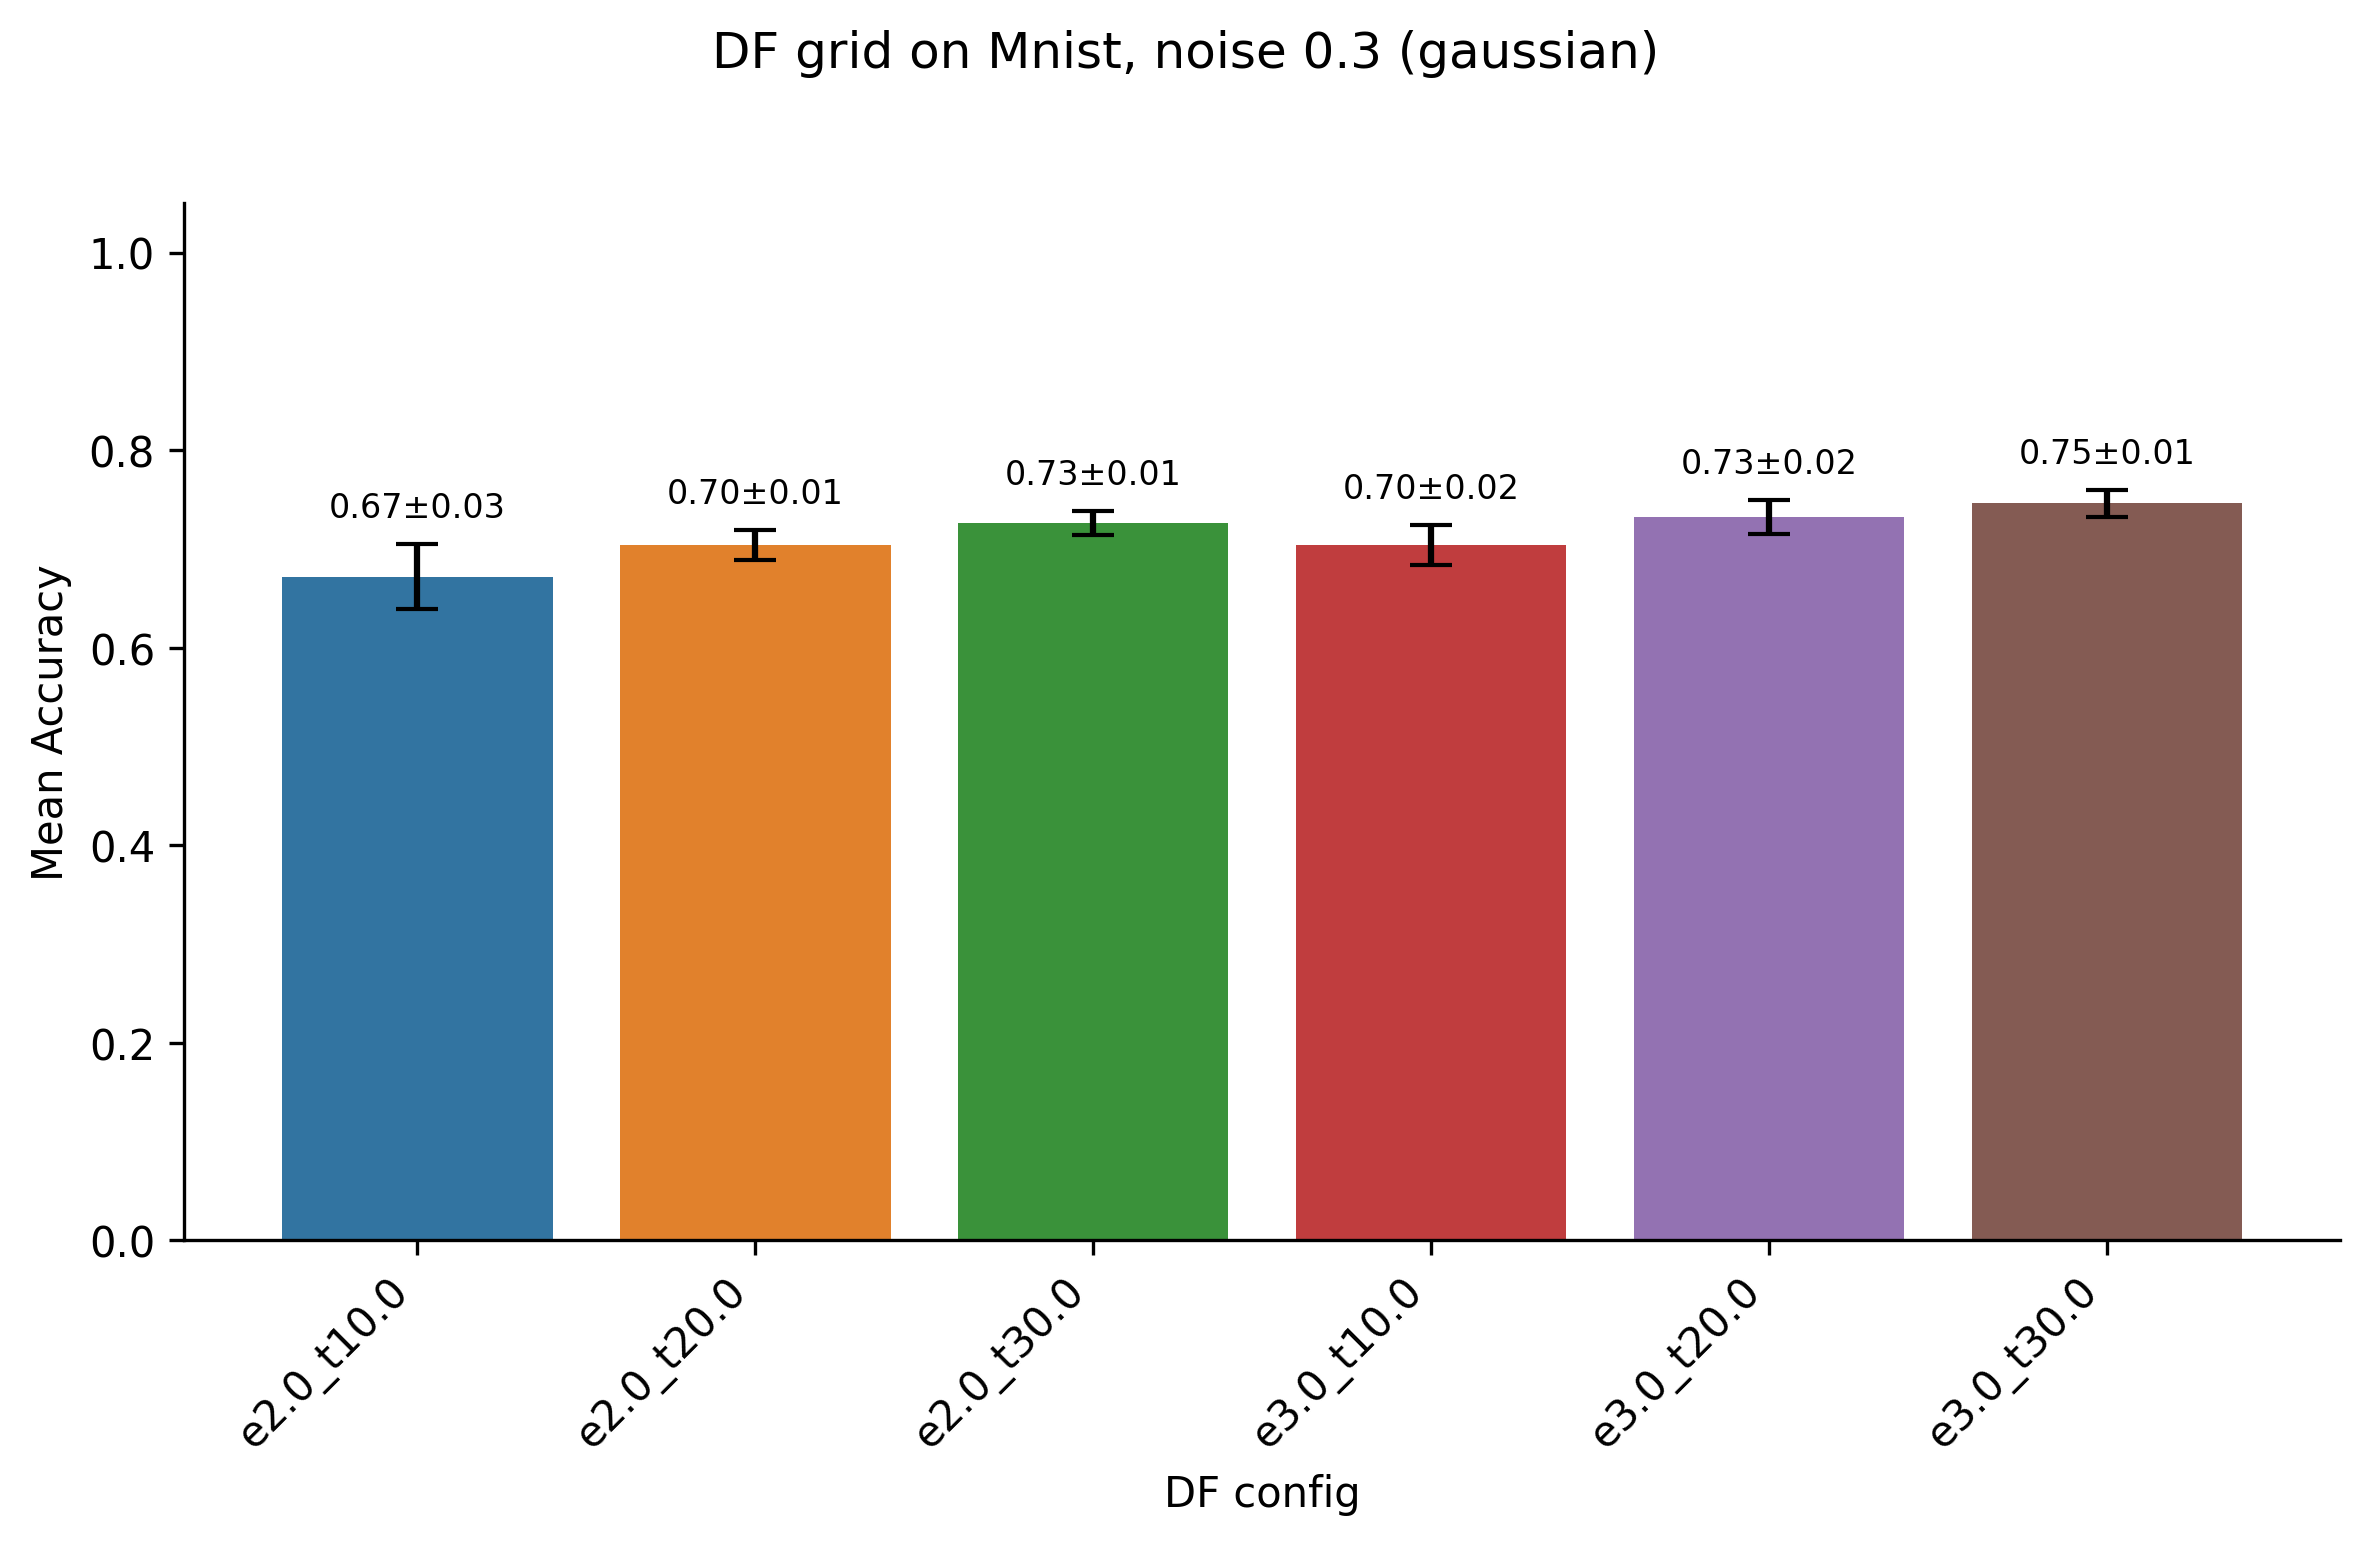 DF grid on Mnist, noise 0.3 (gaussian)
1.0
0.8
0.6
0.4
0.2
0.0
Mean Accuracy
0.67±0.03
0.70±0.01
0.73±0.01
0.70±0.02
0.73±0.02
0.75±0.01
e2.0_t10.0
e2.0_t20.0
e2.0_t30.0
e3.0_t10.0
e3.0_t20.0
e3.0_t30.0
DF config